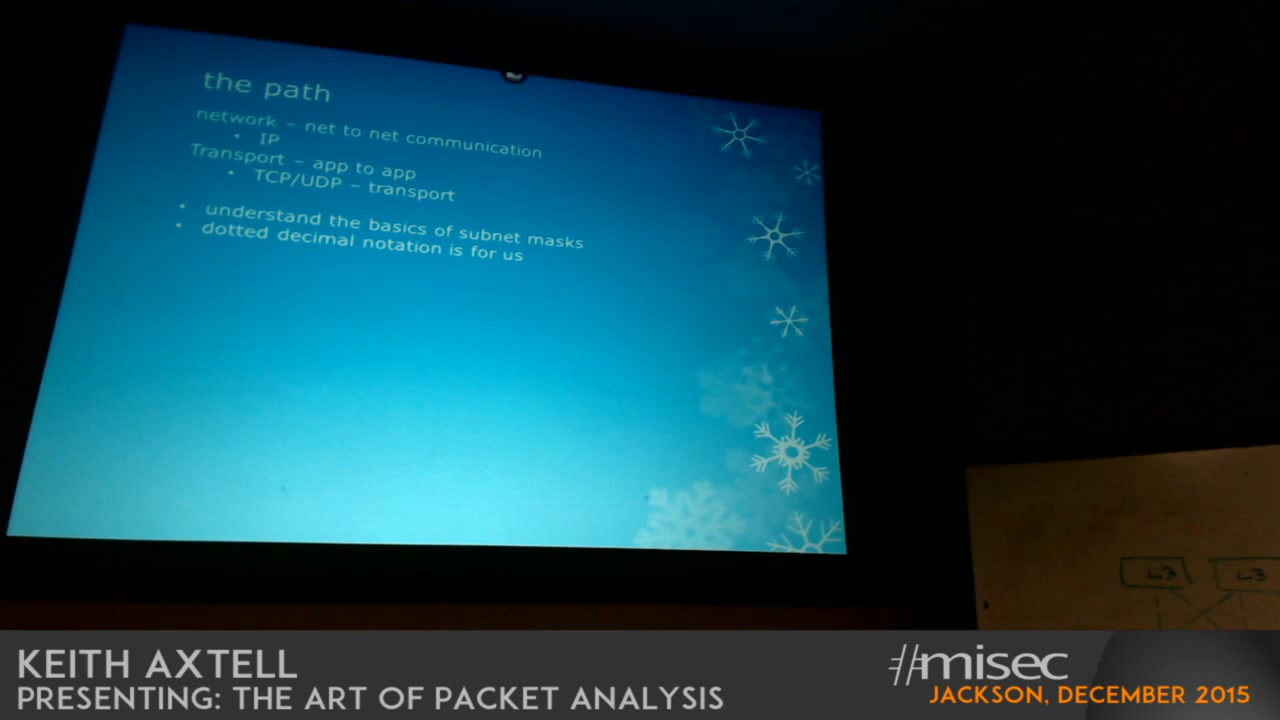 the path
network – net to net communication
• IP
Transport – app to app
• TCP/UDP – transport
• understand the basics of subnet masks
• dotted decimal notation is for us
L3
L3
KEITH AXTELL
PRESENTING: THE ART OF PACKET ANALYSIS
#misec
JACKSON, DECEMBER 2015